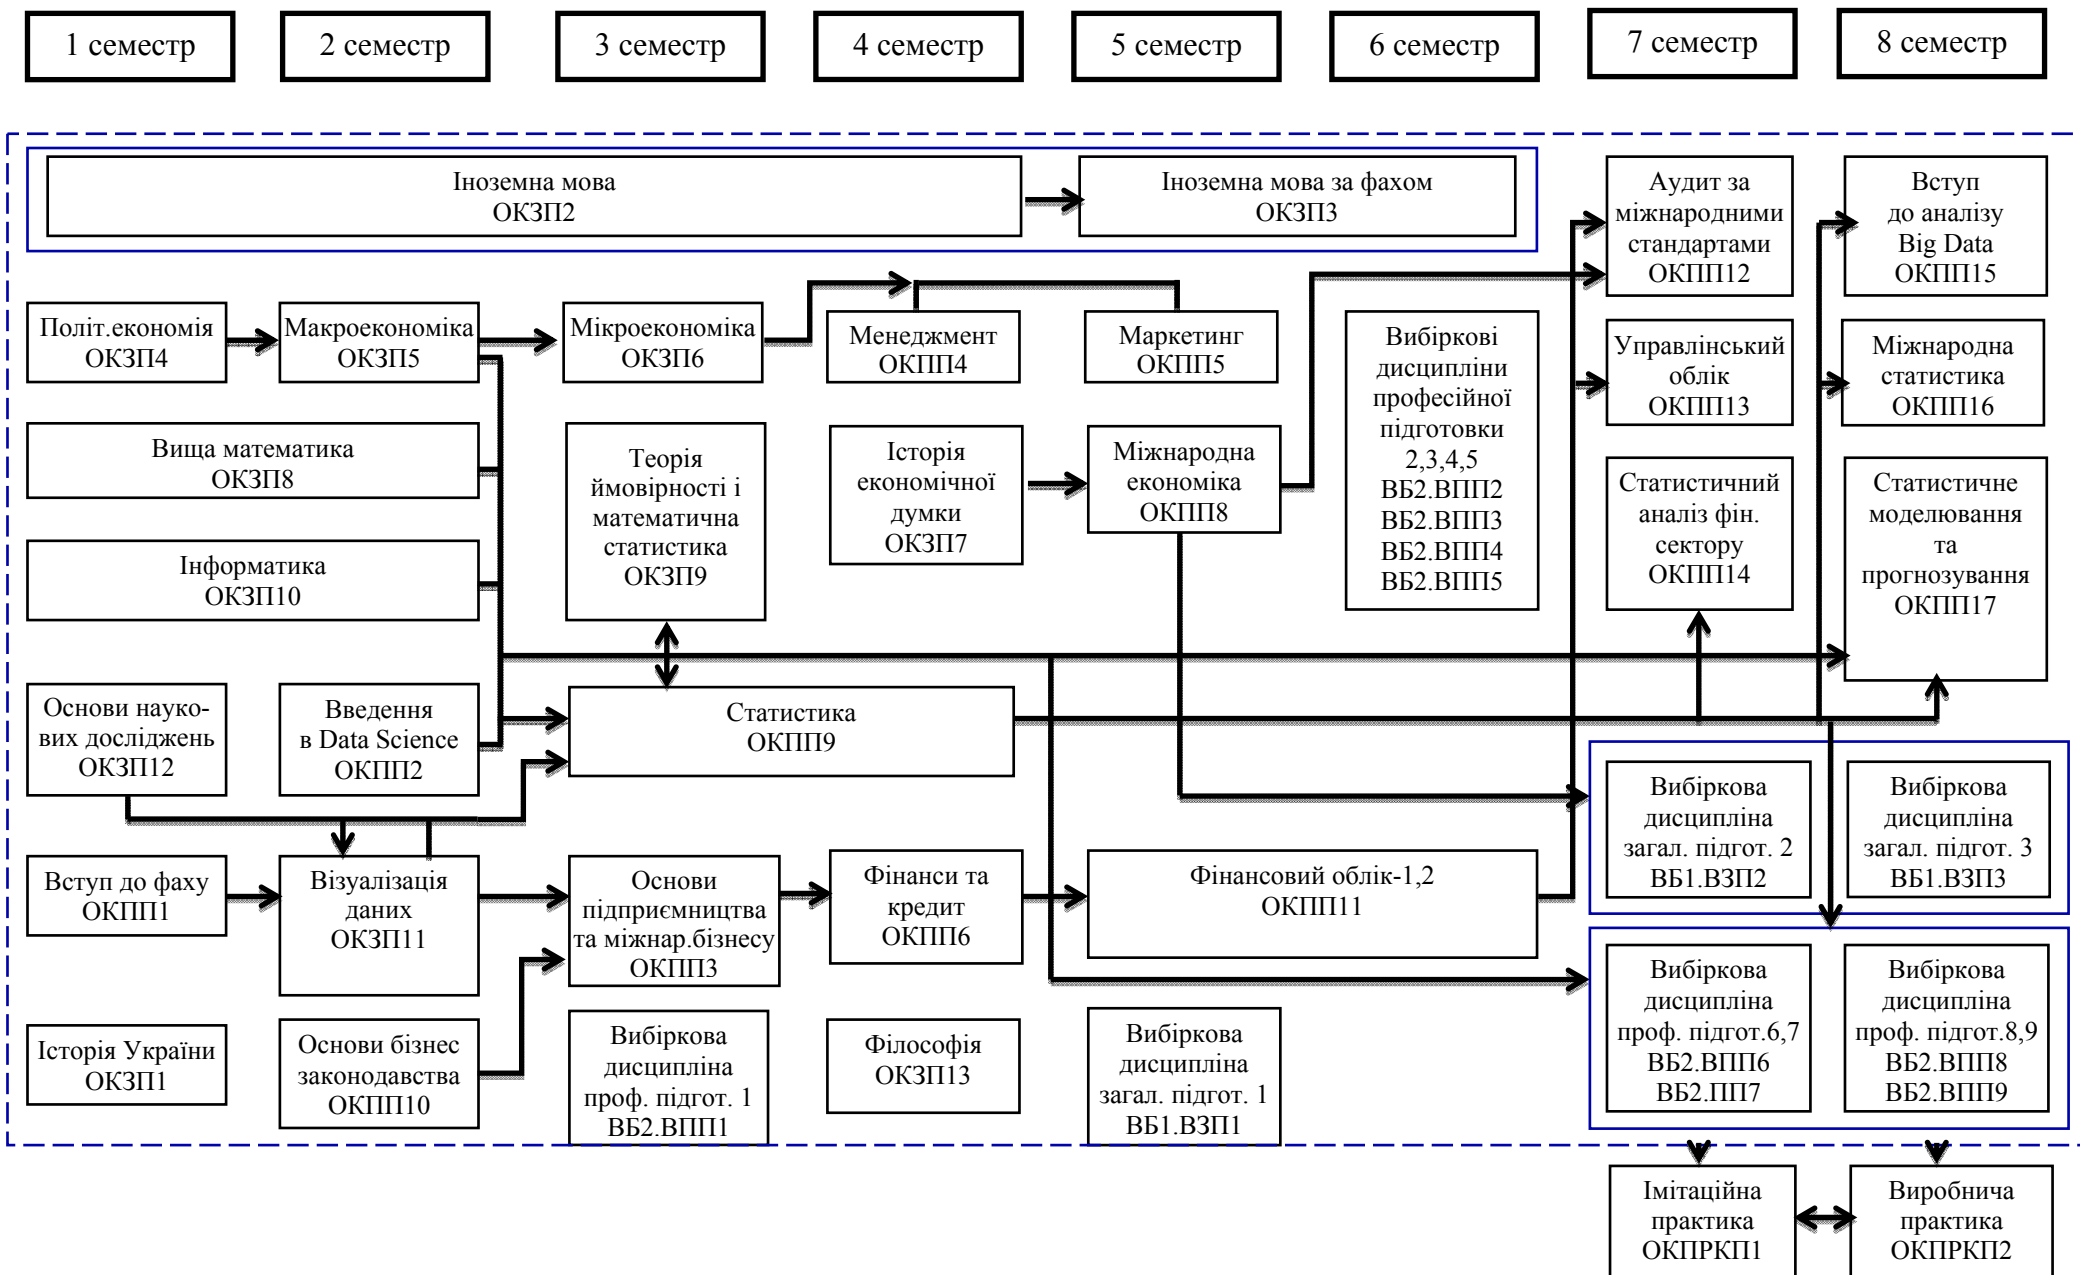 1 семестр
2 семестр
3 семестр
4 семестр
5 семестр
6 семестр
7 семестр
8 семестр
Іноземна мова
ОКЗП2
Іноземна мова за фахом
ОКЗП3
Аудит за
міжнародними
стандартами
ОКПП12
Вступ
до аналізу
Big Data
ОКПП15
Політ.економія
ОКЗП4
Макроекономіка
ОКЗП5
Мікроекономіка
ОКЗП6
Менеджмент
ОКПП4
Маркетинг
ОКПП5
Вибіркові
дисципліни
професійної
підготовки
2,3,4,5
ВБ2.ВПП2
ВБ2.ВПП3
ВБ2.ВПП4
ВБ2.ВПП5
Управлінський
облік
ОКПП13
Міжнародна
статистика
ОКПП16
Вища математика
ОКЗП8
Теорія
ймовірності і
математична
статистика
ОКЗП9
Історія
економічної
думки
ОКЗП7
Міжнародна
економіка
ОКПП8
Статистичний
аналіз фін.
сектору
ОКПП14
Статистичне
моделювання
та
прогнозування
ОКПП17
Інформатика
ОКЗП10
Основи науко-
вих досліджень
ОКЗП12
Введення
в Data Science
ОКПП2
Статистика
ОКПП9
Вибіркова
дисципліна
загал. підгот. 2
ВБ1.ВЗП2
Вибіркова
дисципліна
загал. підгот. 3
ВБ1.ВЗП3
Вступ до фаху
ОКПП1
Візуалізація
даних
ОКЗП11
Основи
підприємництва
та міжнар.бізнесу
ОКПП3
Фінанси та
кредит
ОКПП6
Фінансовий облік-1,2
ОКПП11
Вибіркова
дисципліна
проф. підгот.6,7
ВБ2.ВПП6
ВБ2.ПП7
Вибіркова
дисципліна
проф. підгот.8,9
ВБ2.ВПП8
ВБ2.ВПП9
Історія України
ОКЗП1
Основи бізнес
законодавства
ОКПП10
Вибіркова
дисципліна
проф. підгот. 1
ВБ2.ВПП1
Філософія
ОКЗП13
Вибіркова
дисципліна
загал. підгот. 1
ВБ1.ВЗП1
Імітаційна
практика
ОКПРКП1
Виробнича
практика
ОКПРКП2